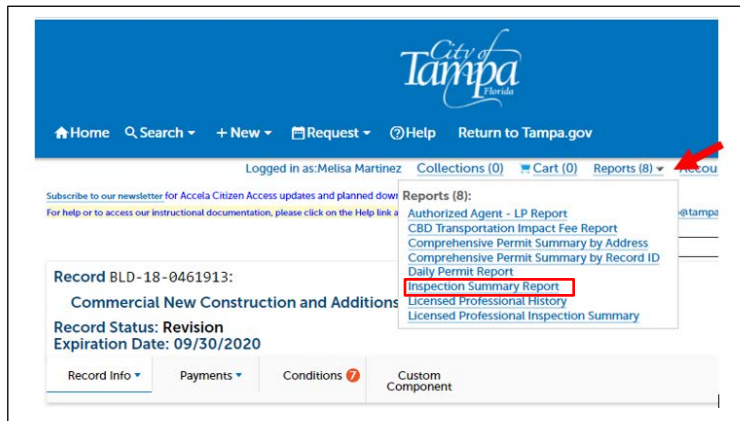 City of
Tampa
Florida
Home Search + New Request Help Return to Tampa.gov
Logged in as:Melisa Martinez Collections (0) Cart (0) Reports (8)
Subscribe to our newsletter for Accela Citizen Access updates and planned
For help or to access our instructional documentation, please click on the Help link @tampa
Reports (8):
Authorized Agent - LP Report
CBD Transportation Impact Fee Report
Comprehensive Permit Summary by Address
Comprehensive Permit Summary by Record ID
Daily Permit Report
Inspection Summary Report
Licensed Professional History
Licensed Professional Inspection Summary
Record BLD-18-0461913:
Commercial New Construction and Additions
Record Status: Revision
Expiration Date: 09/30/2020
Record Info Payments Conditions 7 Custom
Component